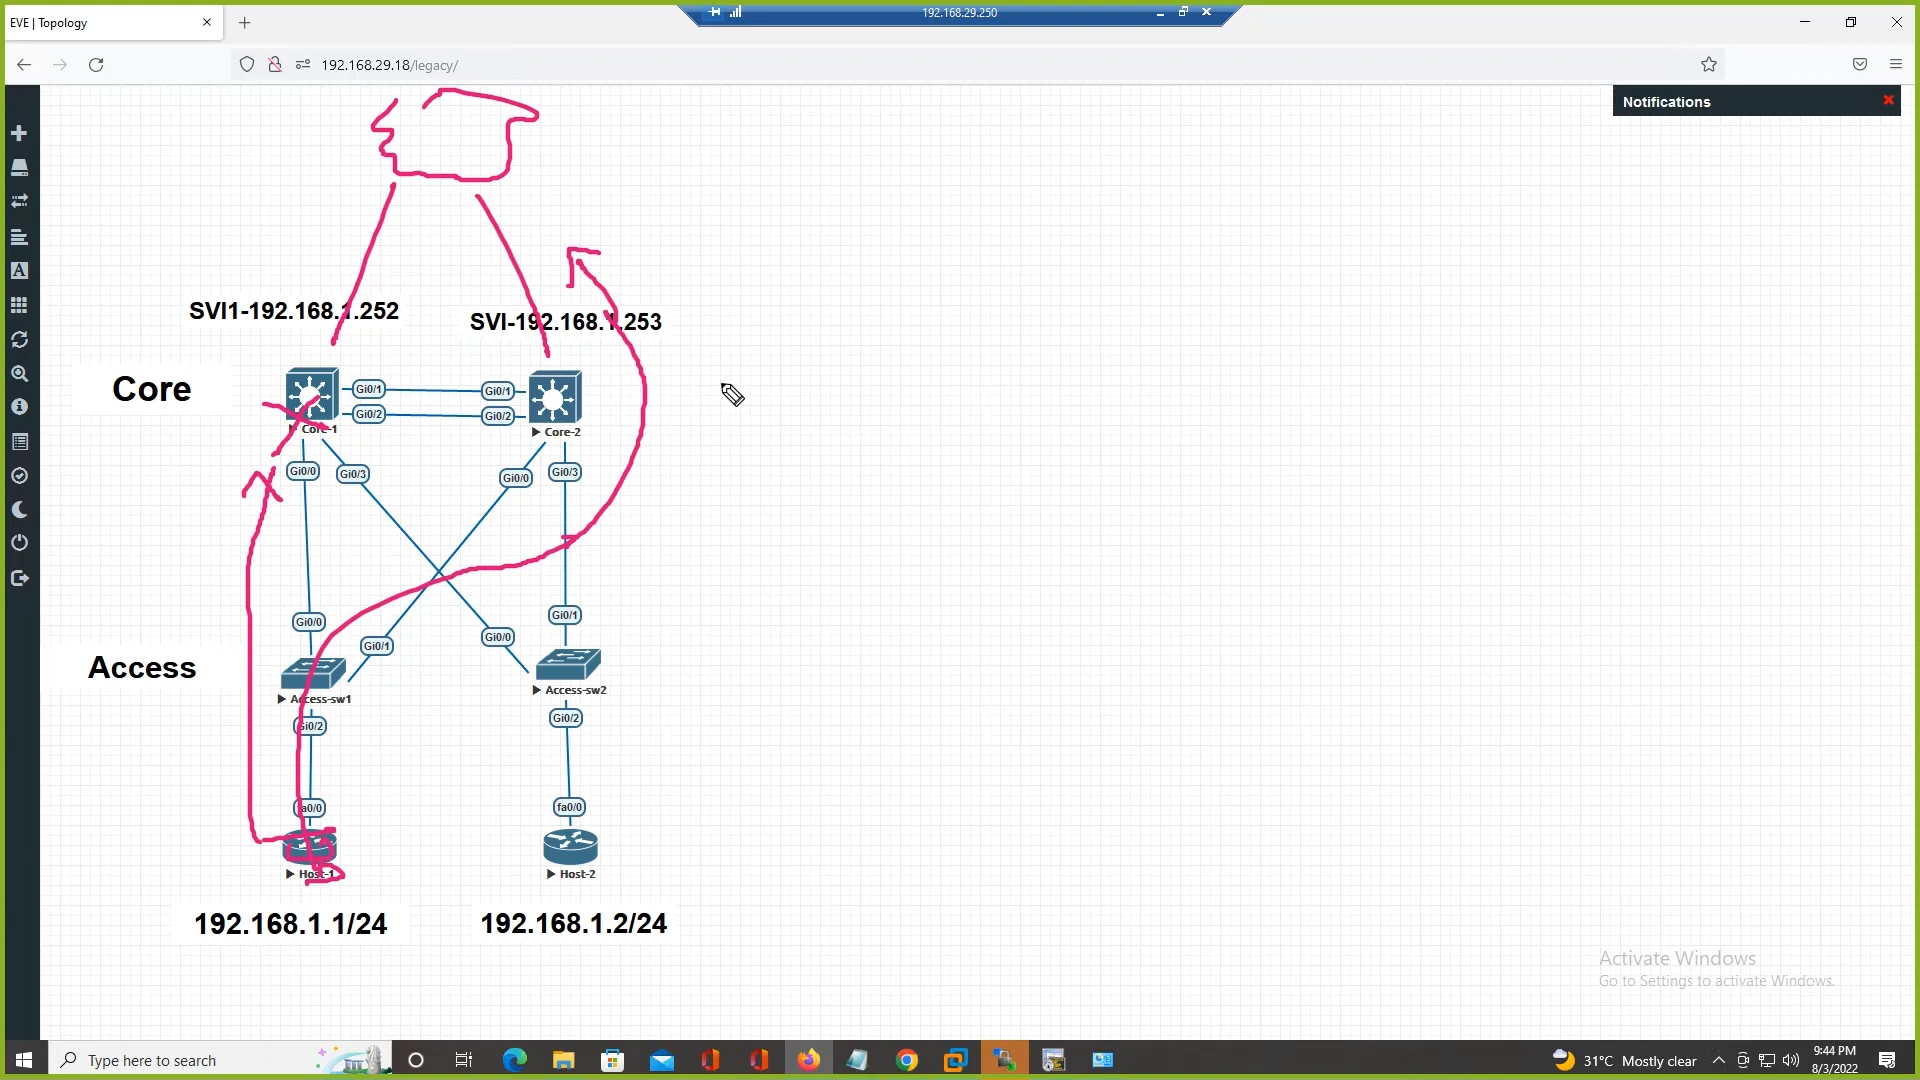 EVE | Topology
192.168.29.250
192.168.29.18/legacy/
Notifications
SVI1-192.168.1.252
SVI-192.168.1.253
Core
Gi0/1
Gi0/1
Gi0/2
Gi0/2
Core-1
Core-2
Gi0/0
Gi0/3
Gi0/0
Gi0/3
Gi0/0
Gi0/1
Gi0/0
Gi0/1
Access
Access-sw1
Access-sw2
Gi0/2
Gi0/2
fa0/0
fa0/0
Host-1
Host-2
192.168.1.1/24
192.168.1.2/24
Activate Windows
Go to Settings to activate Windows.
Type here to search
31°C Mostly clear
9:44 PM
8/3/2022